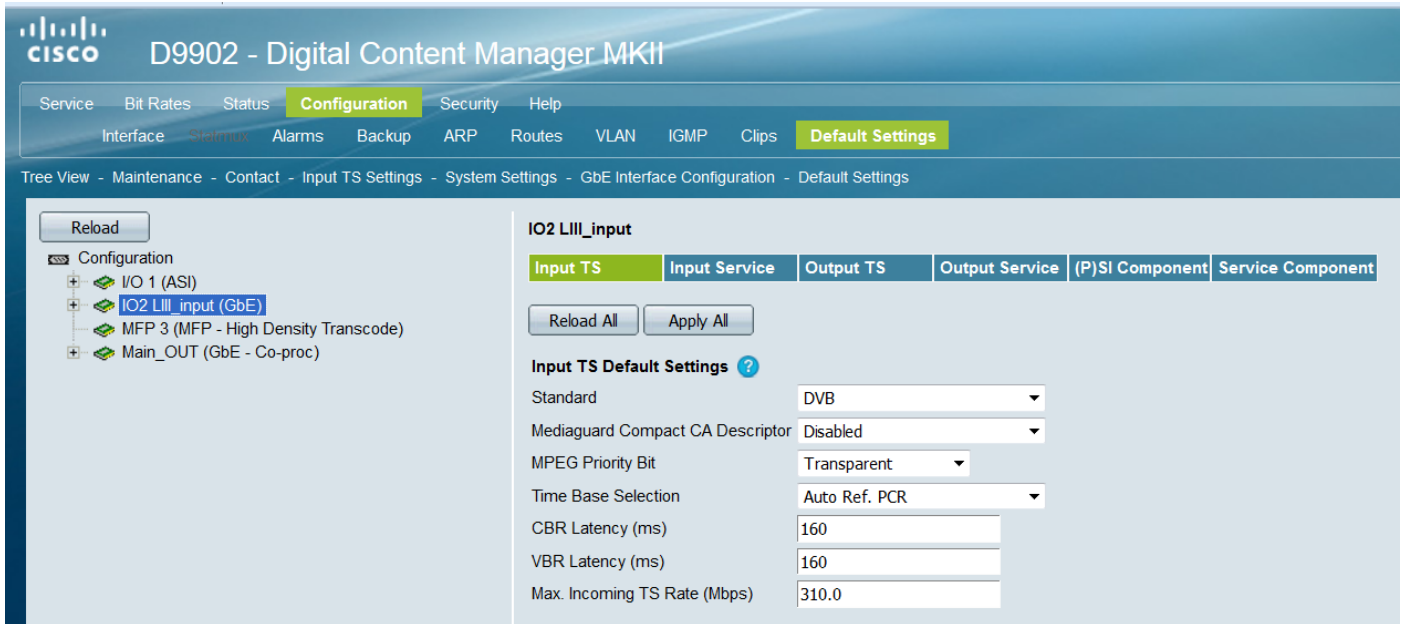 CISCO D9902 - Digital Content Manager MKII
Service Bit Rates Status Configuration Security Help
Interface Statmux Alarms Backup ARP Routes VLAN IGMP Clips Default Settings
Tree View - Maintenance - Contact - Input TS Settings - System Settings - GbE Interface Configuration - Default Settings
Reload
Configuration
I/O 1 (ASI)
IO2 LIII_input (GbE)
MFP 3 (MFP - High Density Transcode)
Main_OUT (GbE - Co-proc)
IO2 LIII_input
Input TS Input Service Output TS Output Service (P)SI Component Service Component
Reload All Apply All
Input TS Default Settings ?
Standard DVB
Mediaguard Compact CA Descriptor Disabled
MPEG Priority Bit Transparent
Time Base Selection Auto Ref. PCR
CBR Latency (ms) 160
VBR Latency (ms) 160
Max. Incoming TS Rate (Mbps) 310.0